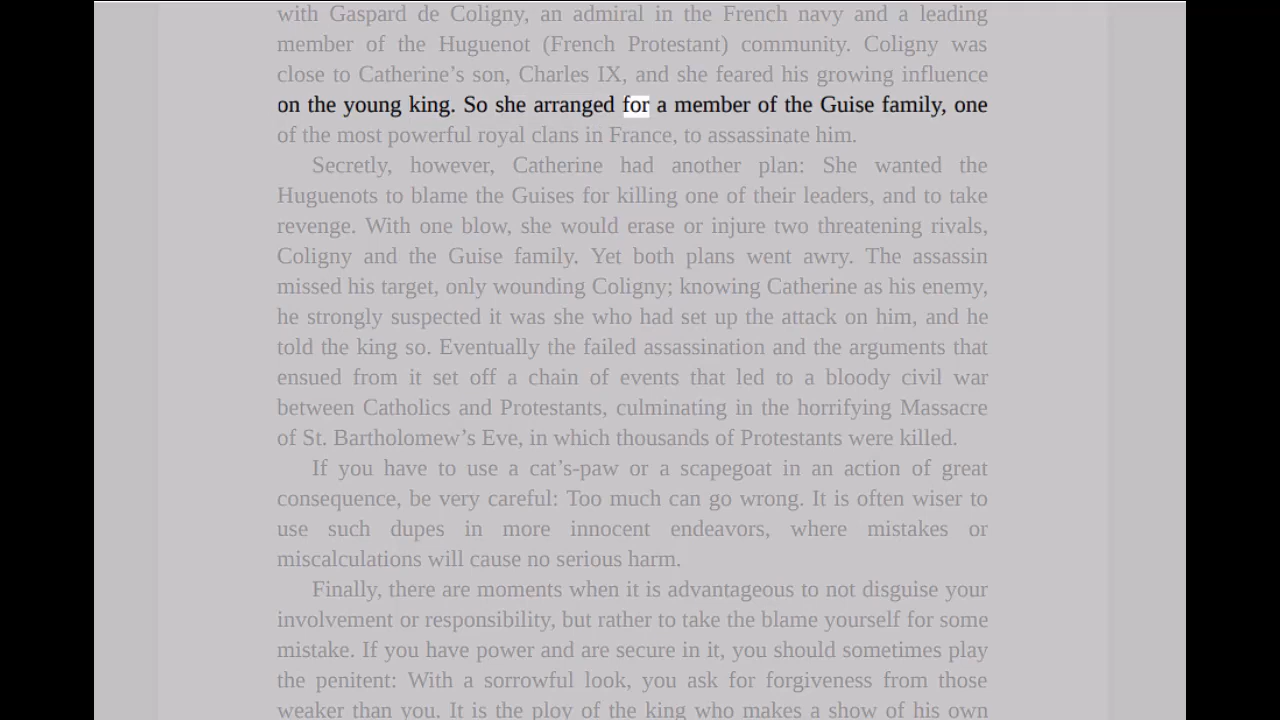 with Gaspard de Coligny, an admiral in the French navy and a leading
member of the Huguenot (French Protestant) community. Coligny was
close to Catherine’s son, Charles IX, and she feared his growing influence
on the young king. So she arranged for a member of the Guise family, one
of the most powerful royal clans in France, to assassinate him.
Secretly, however, Catherine had another plan: She wanted the
Huguenots to blame the Guises for killing one of their leaders, and to take
revenge. With one blow, she would erase or injure two threatening rivals,
Coligny and the Guise family. Yet both plans went awry. The assassin
missed his target, only wounding Coligny; knowing Catherine as his enemy,
he strongly suspected it was she who had set up the attack on him, and he
told the king so. Eventually the failed assassination and the arguments that
ensued from it set off a chain of events that led to a bloody civil war
between Catholics and Protestants, culminating in the horrifying Massacre
of St. Bartholomew’s Eve, in which thousands of Protestants were killed.
If you have to use a cat’s-paw or a scapegoat in an action of great
consequence, be very careful: Too much can go wrong. It is often wiser to
use such dupes in more innocent endeavors, where mistakes or
miscalculations will cause no serious harm.
Finally, there are moments when it is advantageous to not disguise your
involvement or responsibility, but rather to take the blame yourself for some
mistake. If you have power and are secure in it, you should sometimes play
the penitent: With a sorrowful look, you ask for forgiveness from those
weaker than you. It is the ploy of the king who makes a show of his own